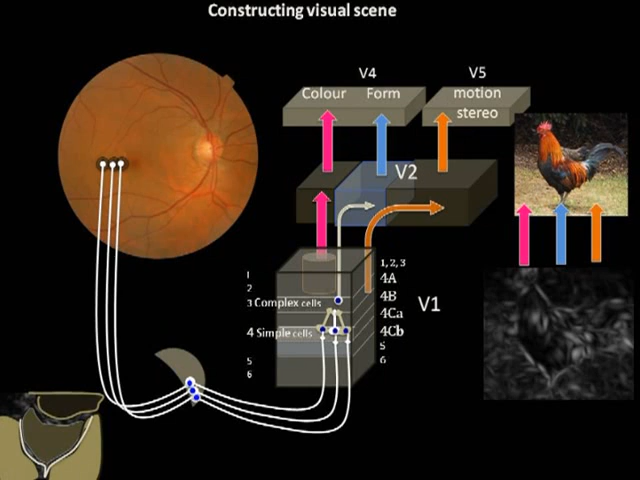 Constructing visual scene
V4
V5
Colour Form
motion
stereo
V2
1
2
3 Complex cells
4 Simple cells
5
6
1, 2, 3
4A
4B
4Ca
4Cb
5
6
V1